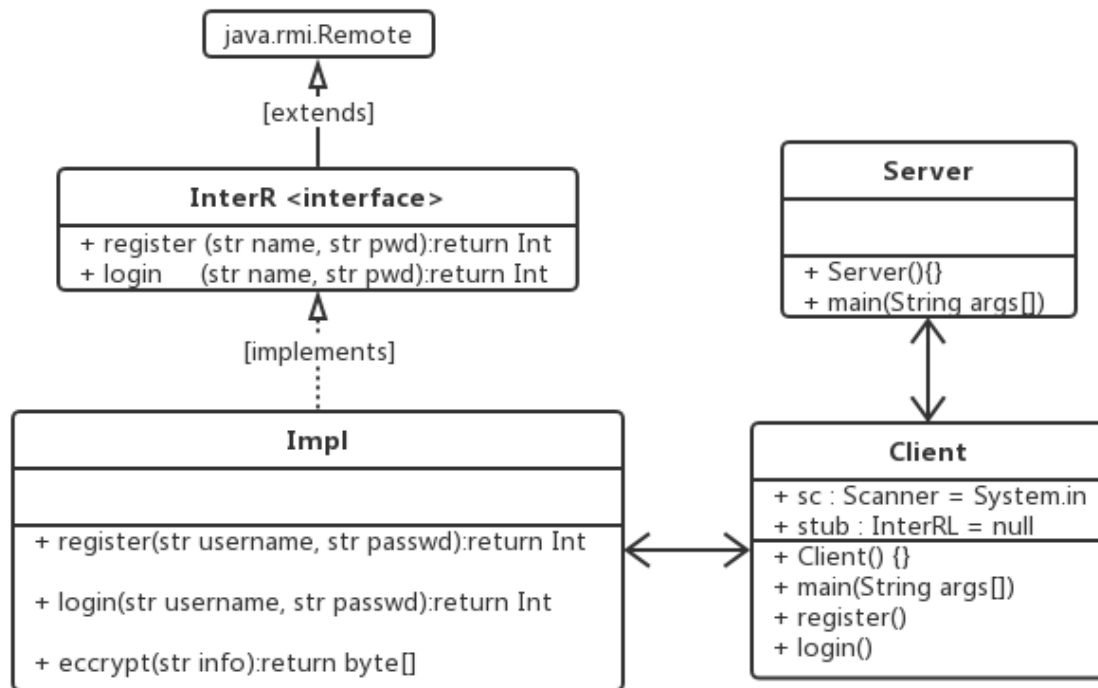 java.rmi.Remote
[extends]
InterR <interface>
+ register (str name, str pwd):return Int
+ login (str name, str pwd):return Int
[implements]
Impl
+ register(str username, str passwd):return Int
+ login(str username, str passwd):return Int
+ eccrypt(str info):return byte[]
Server
+ Server(){}
+ main(String args[])
Client
+ sc : Scanner = System.in
+ stub : InterRL = null
+ Client() {}
+ main(String args[])
+ register()
+ login()